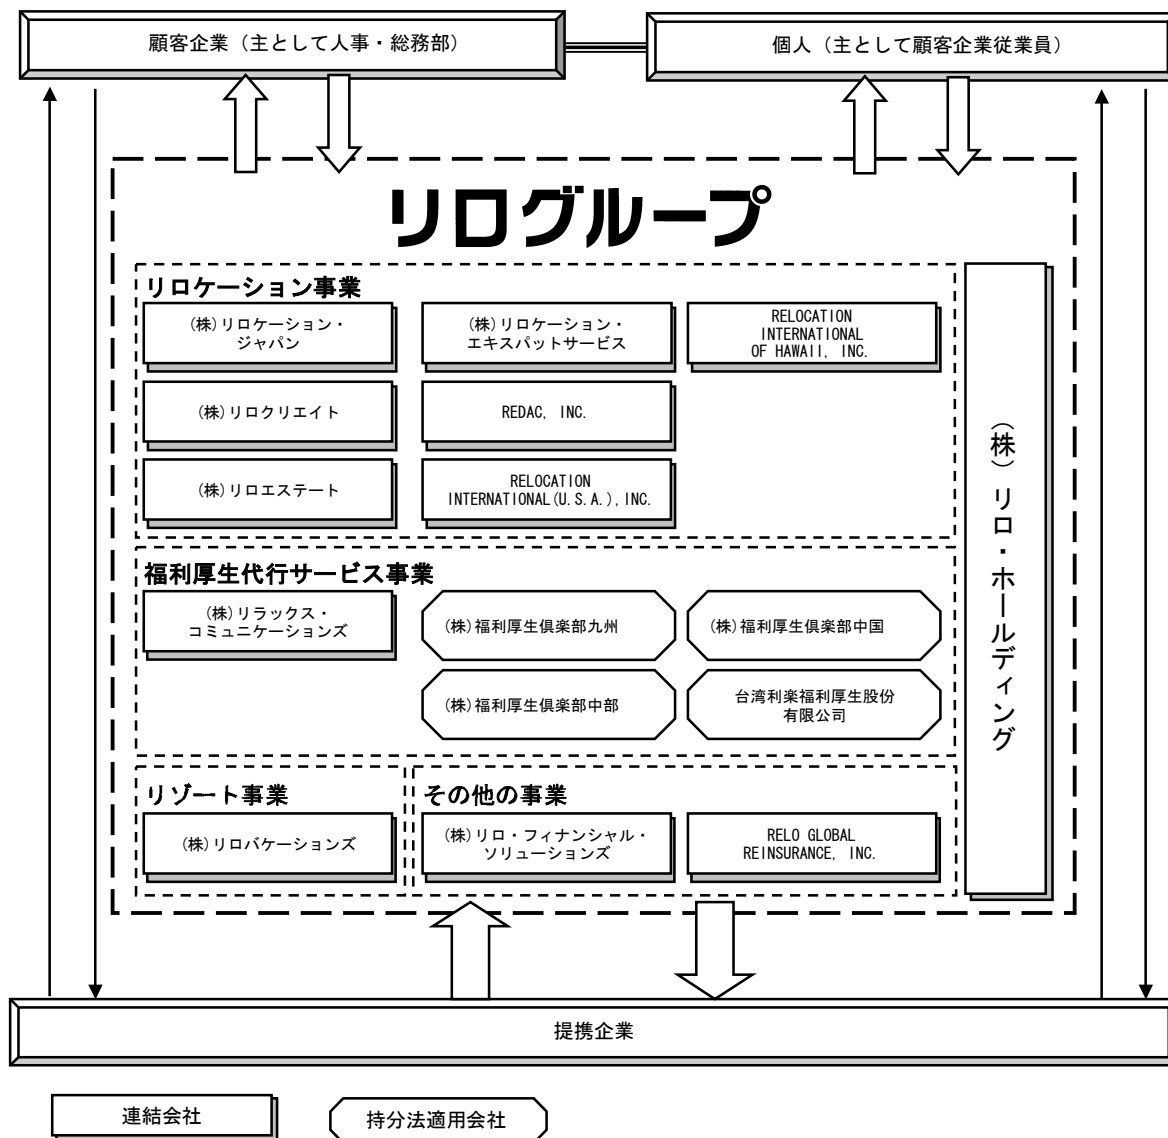 顧客企業（主として人事・総務部）
個人（主として顧客企業従業員）
リログループ
リロケーション事業
(株)リロケーション・
ジャパン
(株)リロケーション・
エキスパットサービス
RELOCATION
INTERNATIONAL
OF HAWAII, INC.
(株)リロクリエイト
REDAC, INC.
(株)リロエステート
RELOCATION
INTERNATIONAL(U.S.A.),INC.
福利厚生代行サービス事業
(株)リラックス・
コミュニケーションズ
(株)福利厚生倶楽部九州
(株)福利厚生倶楽部中国
(株)福利厚生倶楽部中部
台湾利楽福利厚生股份
有限公司
リゾート事業
(株)リロバケーションズ
その他の事業
(株)リロ・フィナンシャル・
ソリューションズ
RELO GLOBAL
REINSURANCE, INC.
（株）リロ・ホールディング
提携企業
連結会社
持分法適用会社